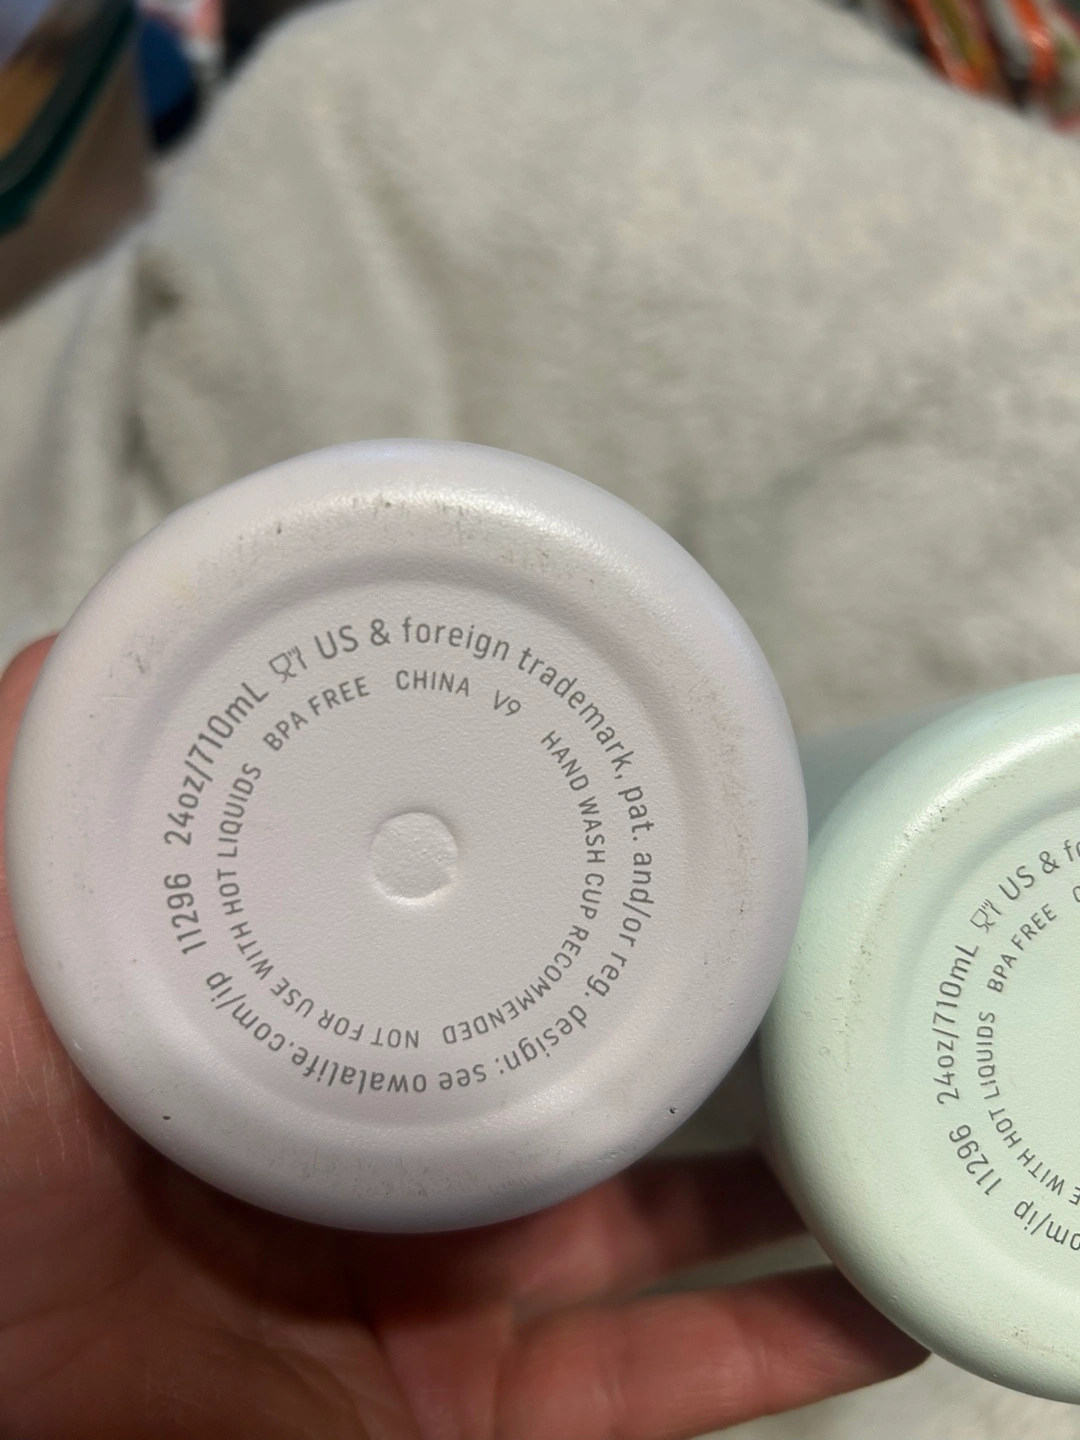 11296 24oz/710mL US & foreign trademark, pat. and/or reg. design: see owalalife.com/ip
BPA FREE CHINA V9 HAND WASH CUP RECOMMENDED NOT FOR USE WITH HOT LIQUIDS
om/ip 11296 24oz/710mL US & fo
WITH HOT LIQUIDS BPA FREE